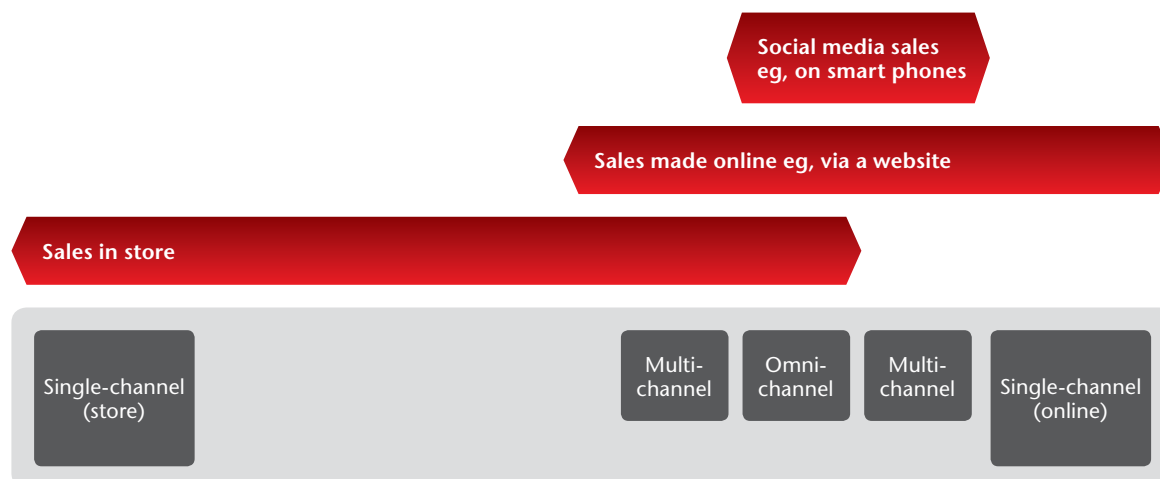 Social media sales
eg, on smart phones
Sales made online eg, via a website
Sales in store
Single-channel
(store)
Multi-
channel
Omni-
channel
Multi-
channel
Single-channel
(online)